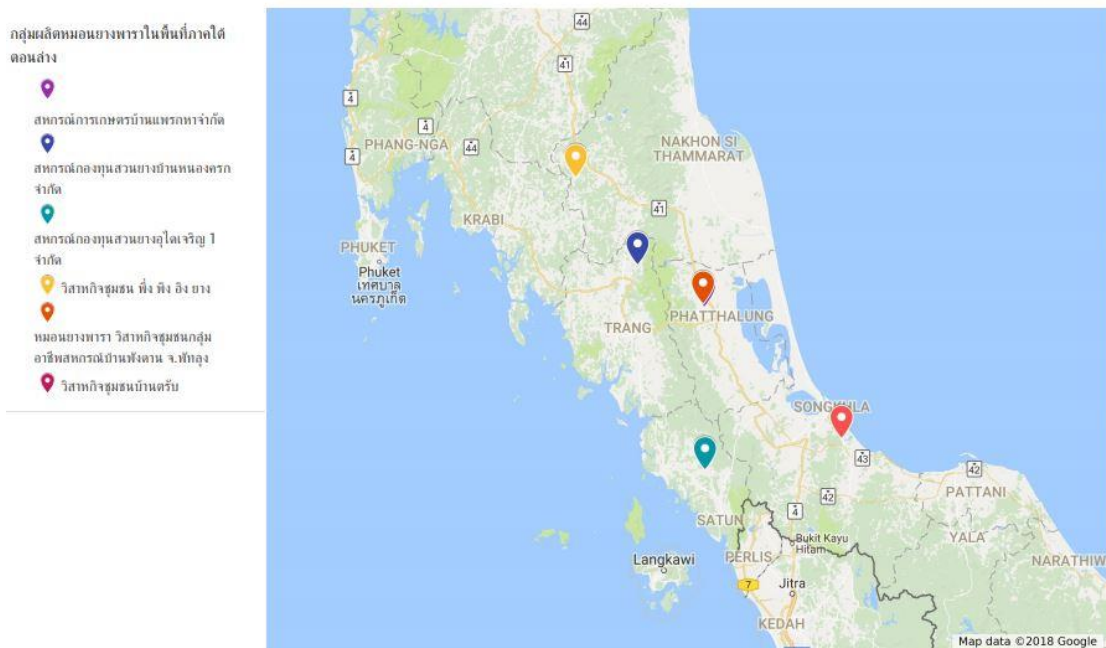 กลุ่มผลิตหมอนยางพาราในพื้นที่ภาคใต้
ตอนล่าง
สหกรณ์การเกษตรบ้านแพรกหาจำกัด
สหกรณ์กองทุนสวนยางบ้านหนองครก
จำกัด
สหกรณ์กองทุนสวนยางอุไดเจริญ 1
จำกัด
วิสาหกิจชุมชน พึ่ง พิง อิง ยาง
หมอนยางพารา วิสาหกิจชุมชนกลุ่ม
อาชีพสหกรณ์บ้านพังดาน จ.พัทลุง
วิสาหกิจชุมชนบ้านตรับ
44
41
4
4
PHANG-NGA
44
4
NAKHON SI
THAMMARAT
41
KRABI
PHUKET
Phuket
เทศบาล
นครภูเก็ต
PHATTHALUNG
TRANG
SONGKHLA
43
42
42
PATTANI
4
SATUN
YALA
Bukit Kayu
Hitam
PERLIS
NARATHIW
Langkawi
7
Jitra
KEDAH
Map data ©2018 Google